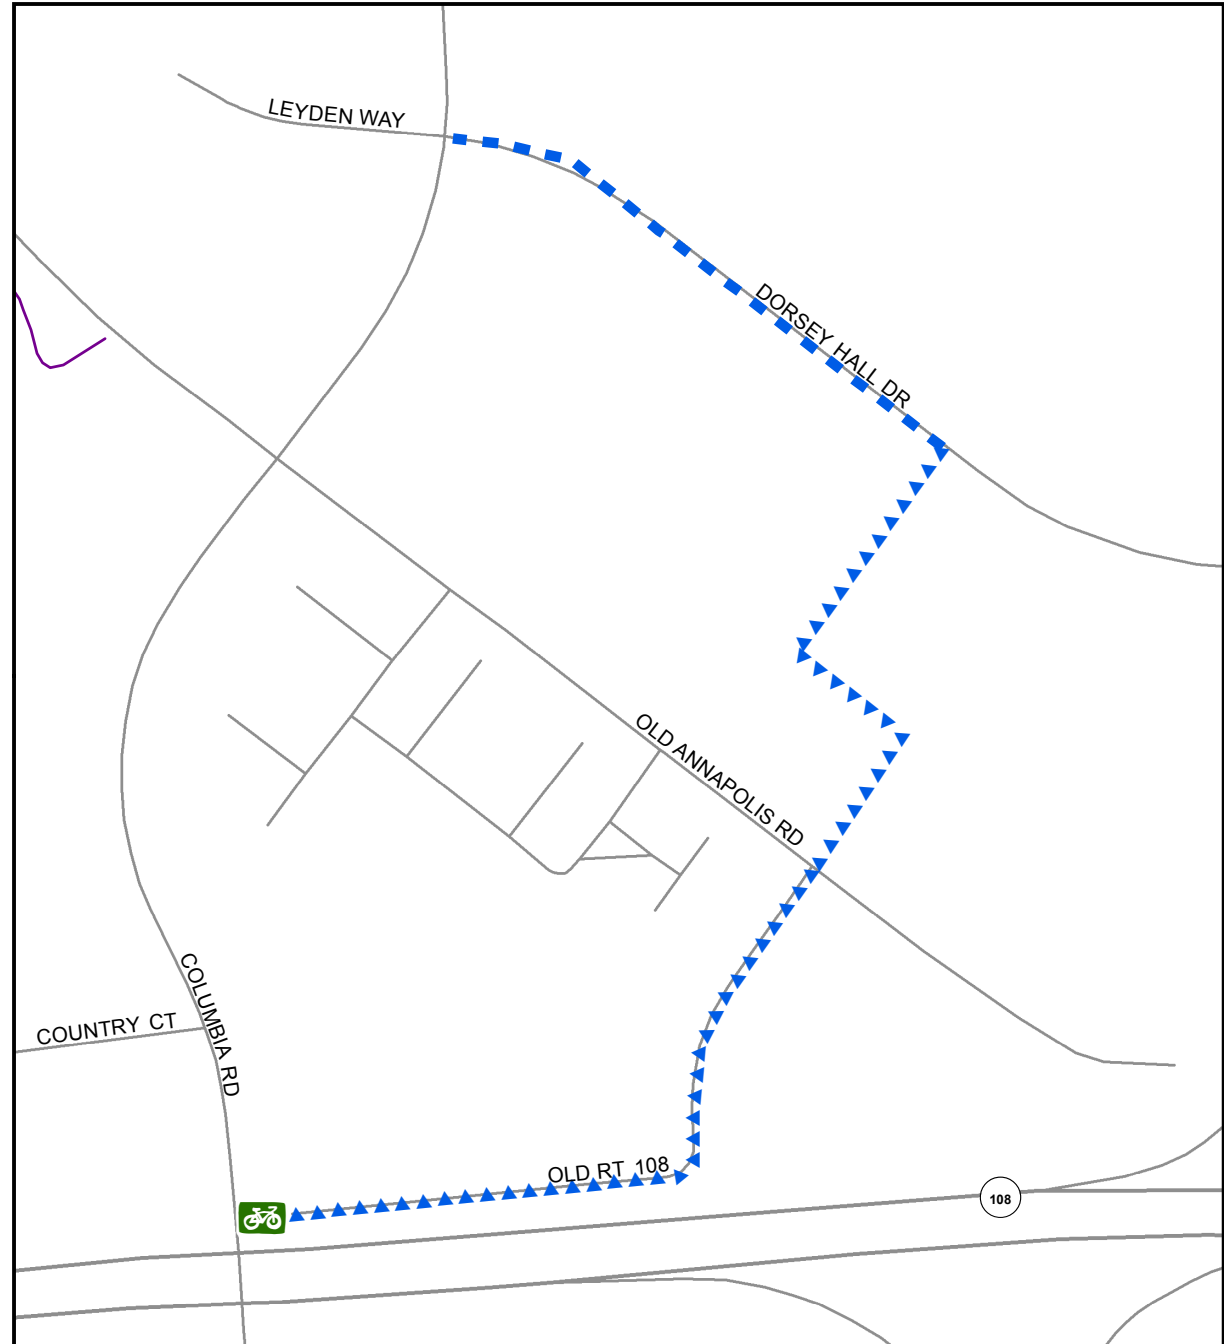 LEYDEN WAY
DORSEY HALL DR
OLD ANNAPOLIS RD
COLUMBIA RD
COUNTRY CT
OLD RT 108
108